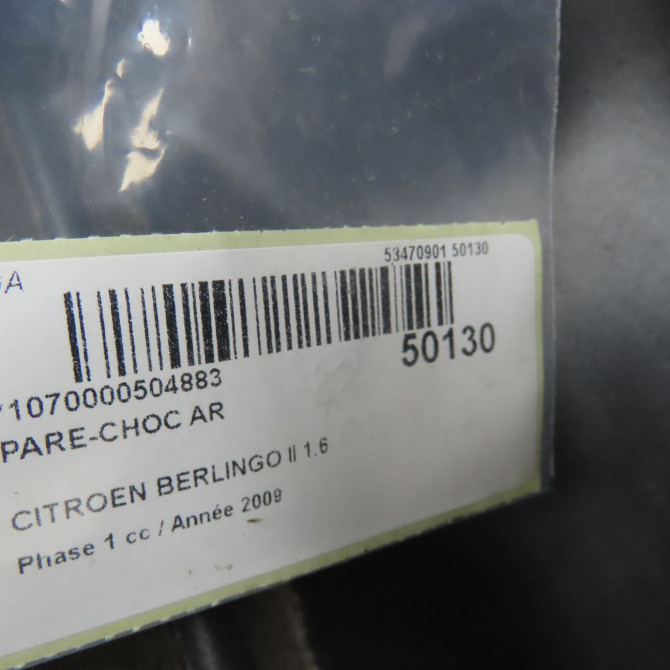 53470901 50130
50130
1070000504883
PARE-CHOC AR
CITROEN BERLINGO II 1.6
Phase 1 cc / Année 2009